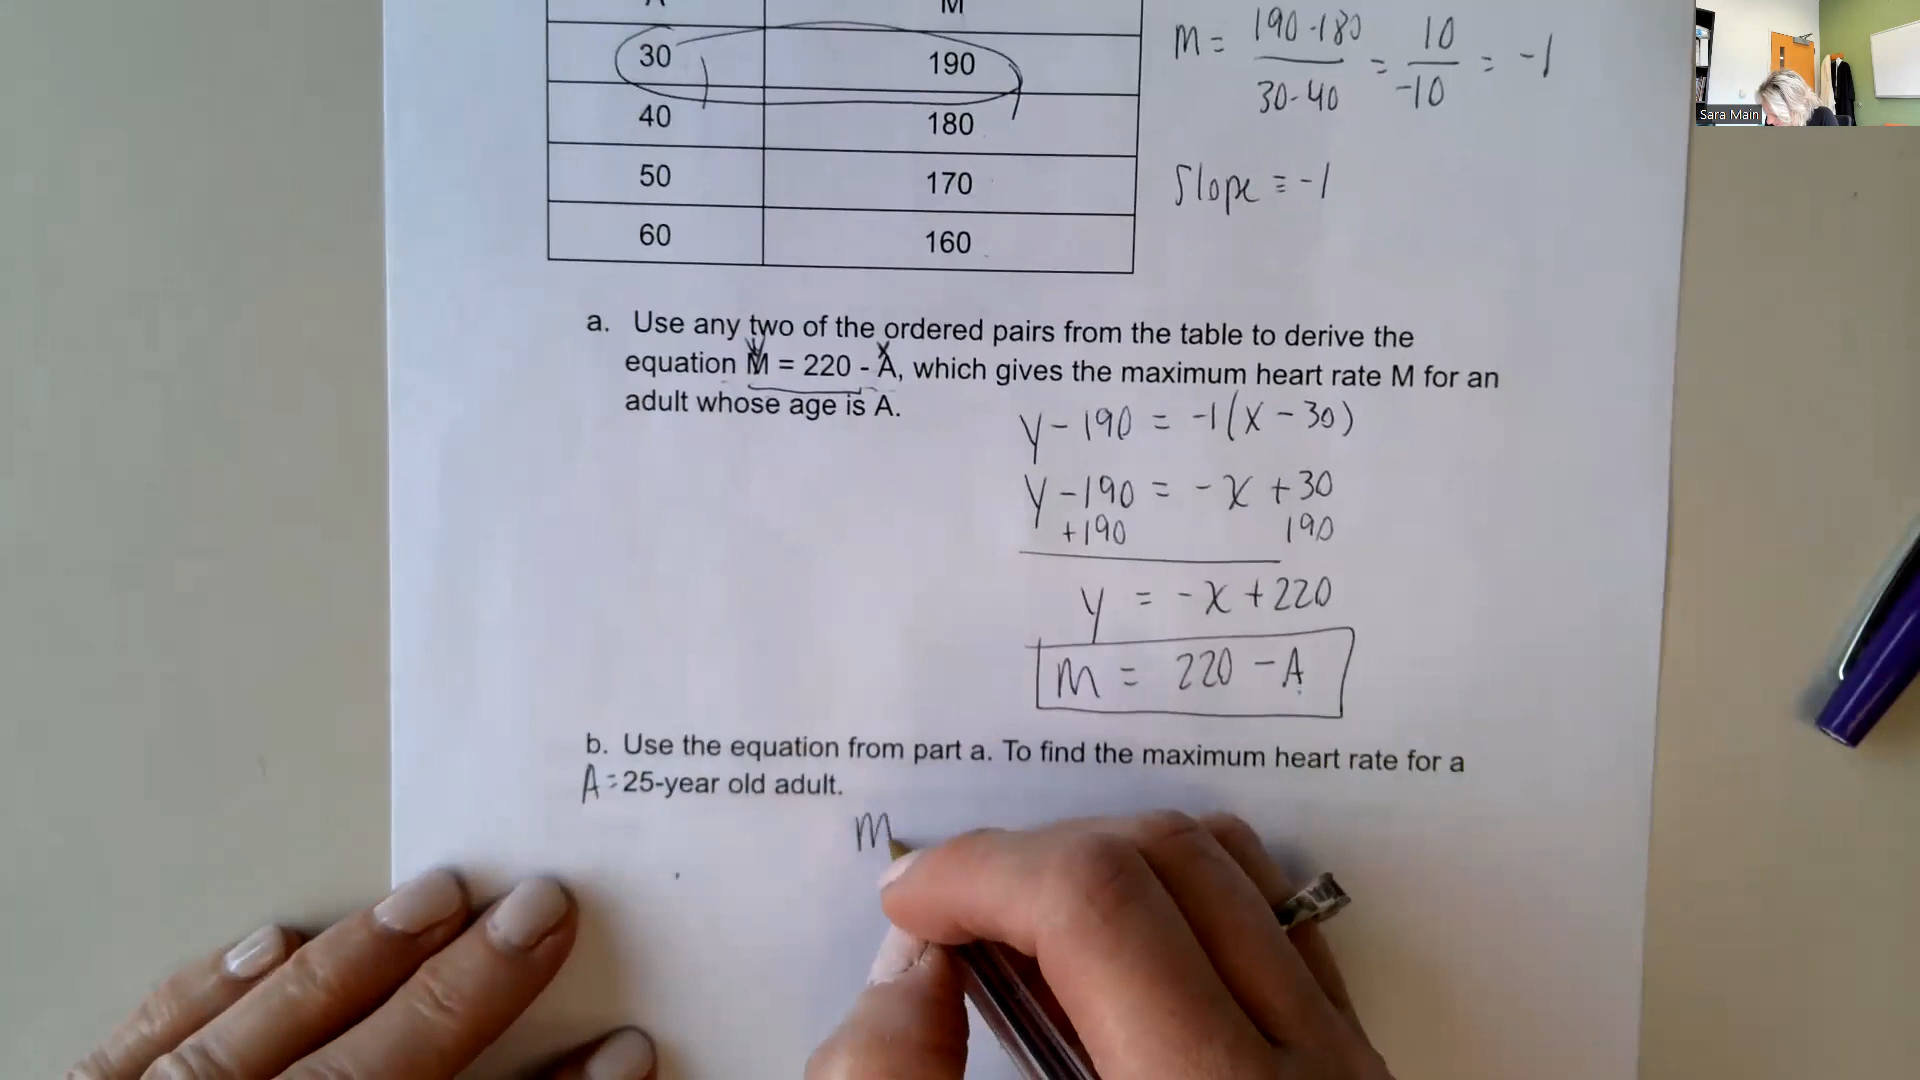 A M
30 190
40 180
50 170
60 160
m = 190 - 180 / 30 - 40 = 10 / -10 = -1
Slope = -1
Sara Main
a. Use any two of the ordered pairs from the table to derive the
equation M = 220 - A, which gives the maximum heart rate M for an
adult whose age is A.
y x
y - 190 = -1(x - 30)
y - 190 = -x + 30
+190 190
y = -x + 220
m = 220 - A
b. Use the equation from part a. To find the maximum heart rate for a
A = 25-year old adult.
m